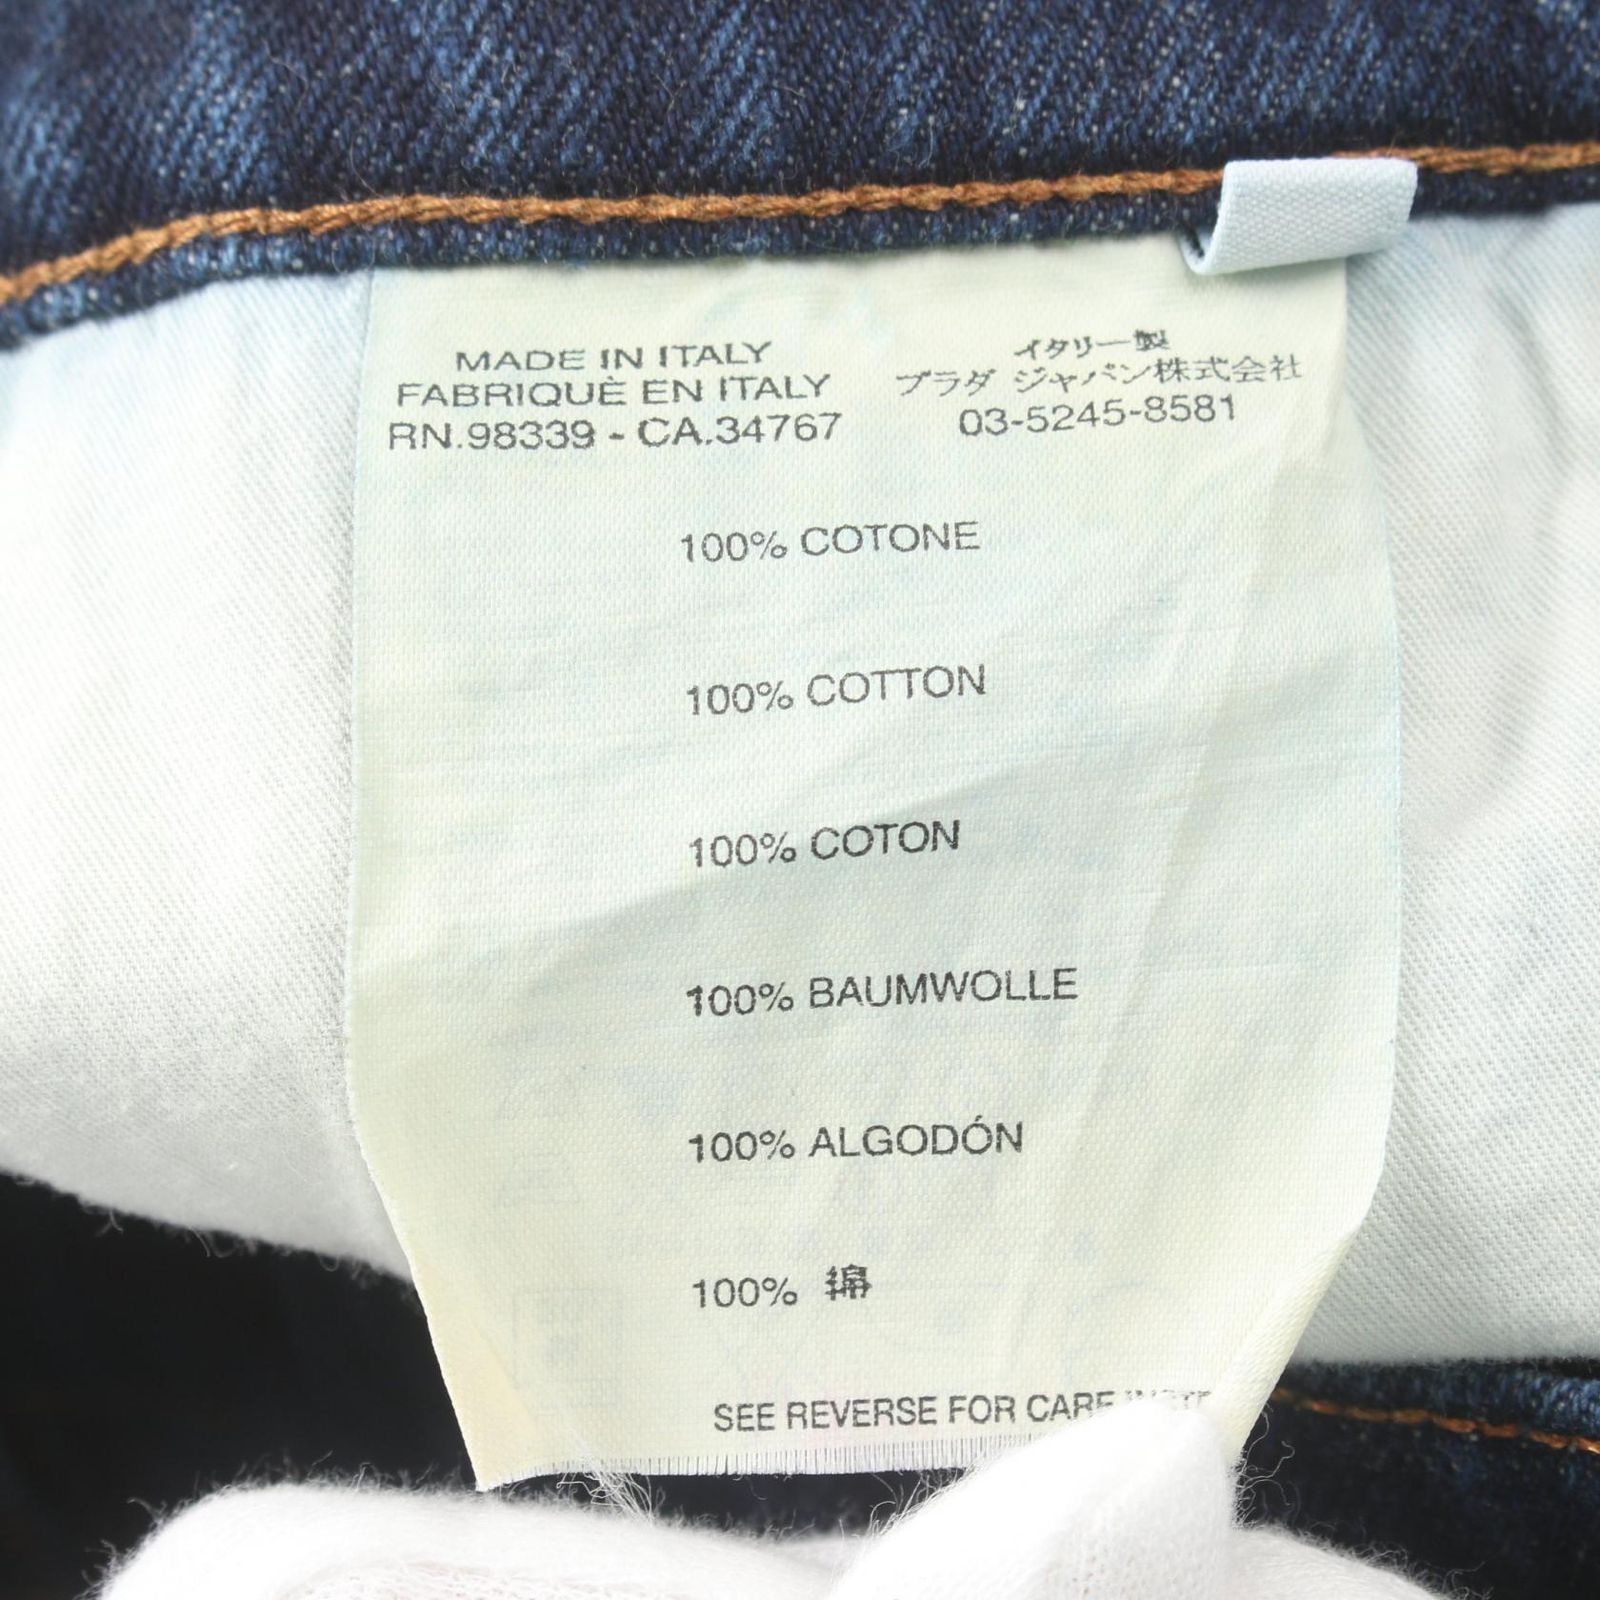 MADE IN ITALY
FABRIQUÈ EN ITALY
RN.98339 - CA.34767
イタリー製
プラダ ジャパン株式会社
03-5245-8581
100% COTONE
100% COTTON
100% COTON
100% BAUMWOLLE
100% ALGODÓN
100% 綿
SEE REVERSE FOR CARE